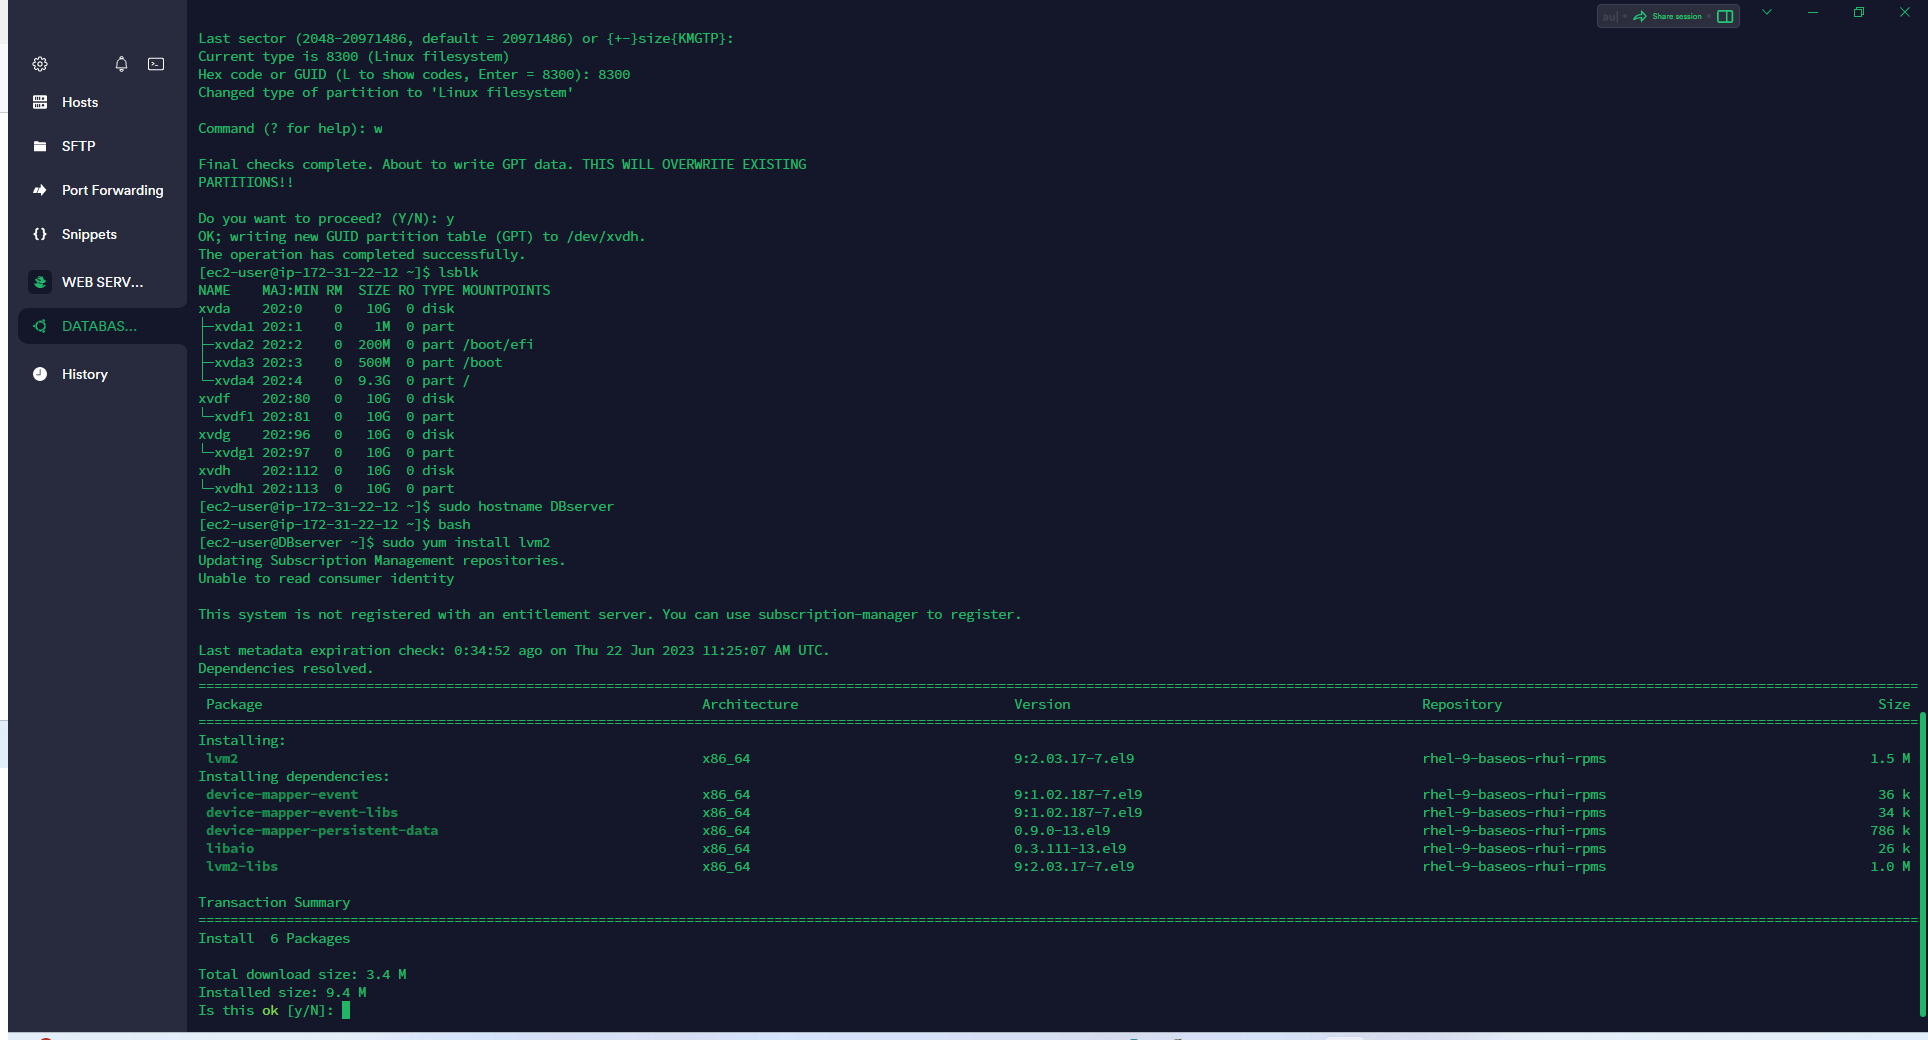 Share session
Hosts
SFTP
Port Forwarding
Snippets
WEB SERV...
DATABAS...
History
Last sector (2048-20971486, default = 20971486) or {+-}size{KMGTP}:
Current type is 8300 (Linux filesystem)
Hex code or GUID (L to show codes, Enter = 8300): 8300
Changed type of partition to 'Linux filesystem'
Command (? for help): w
Final checks complete. About to write GPT data. THIS WILL OVERWRITE EXISTING
PARTITIONS!!
Do you want to proceed? (Y/N): y
OK; writing new GUID partition table (GPT) to /dev/xvdh.
The operation has completed successfully.
[ec2-user@ip-172-31-22-12 ~]$ lsblk
NAME    MAJ:MIN RM  SIZE RO TYPE MOUNTPOINTS
xvda    202:0    0   10G  0 disk
├─xvda1 202:1    0    1M  0 part
├─xvda2 202:2    0  200M  0 part /boot/efi
├─xvda3 202:3    0  500M  0 part /boot
└─xvda4 202:4    0  9.3G  0 part /
xvdf    202:80   0   10G  0 disk
└─xvdf1 202:81   0   10G  0 part
xvdg    202:96   0   10G  0 disk
└─xvdg1 202:97   0   10G  0 part
xvdh    202:112  0   10G  0 disk
└─xvdh1 202:113  0   10G  0 part
[ec2-user@ip-172-31-22-12 ~]$ sudo hostname DBserver
[ec2-user@ip-172-31-22-12 ~]$ bash
[ec2-user@DBserver ~]$ sudo yum install lvm2
Updating Subscription Management repositories.
Unable to read consumer identity
This system is not registered with an entitlement server. You can use subscription-manager to register.
Last metadata expiration check: 0:34:52 ago on Thu 22 Jun 2023 11:25:07 AM UTC.
Dependencies resolved.
Package Architecture Version Repository Size
Installing:
lvm2 x86_64 9:2.03.17-7.el9 rhel-9-baseos-rhui-rpms 1.5 M
Installing dependencies:
device-mapper-event x86_64 9:1.02.187-7.el9 rhel-9-baseos-rhui-rpms 36 k
device-mapper-event-libs x86_64 9:1.02.187-7.el9 rhel-9-baseos-rhui-rpms 34 k
device-mapper-persistent-data x86_64 0.9.0-13.el9 rhel-9-baseos-rhui-rpms 786 k
libaio x86_64 0.3.111-13.el9 rhel-9-baseos-rhui-rpms 26 k
lvm2-libs x86_64 9:2.03.17-7.el9 rhel-9-baseos-rhui-rpms 1.0 M
Transaction Summary
Install  6 Packages
Total download size: 3.4 M
Installed size: 9.4 M
Is this ok [y/N]: